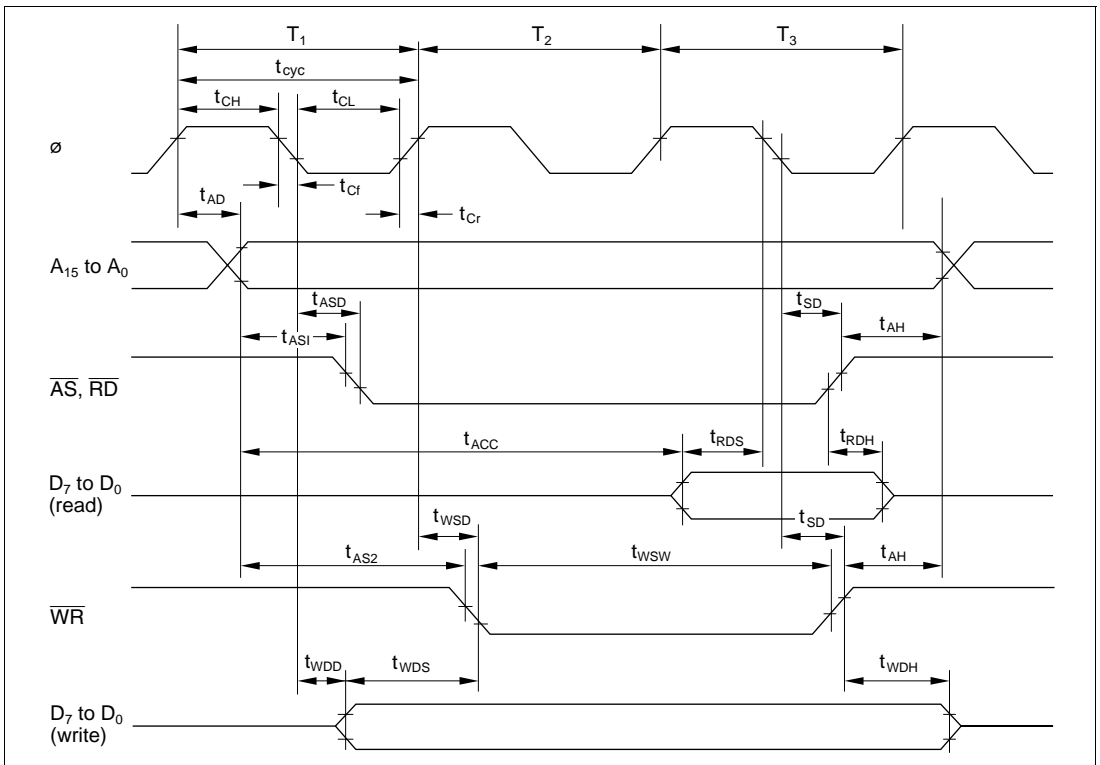 T1 T2 T3
tcyc
tCH tCL
ø
tCf
tAD
tCr
A15 to A0
tASD tSD
tASI tAH
AS, RD
tACC tRDS tRDH
D7 to D0
(read)
tWSD tSD
tAS2 tWSW tAH
WR
tWDD tWDS tWDH
D7 to D0
(write)